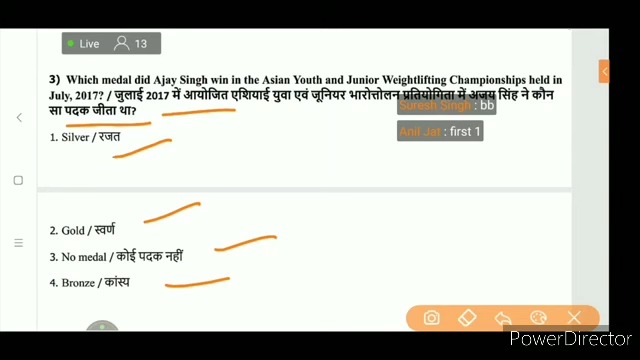 Live 13
3) Which medal did Ajay Singh win in the Asian Youth and Junior Weightlifting Championships held in
July, 2017? / जुलाई 2017 में आयोजित एशियाई युवा एवं जूनियर भारोत्तोलन प्रतियोगिता में अजय सिंह ने कौन
सा पदक जीता था?
Suresh Singh : bb
Anil Jat : first 1
1. Silver / रजत
2. Gold / स्वर्ण
3. No medal / कोई पदक नहीं
4. Bronze / कांस्य
PowerDirector